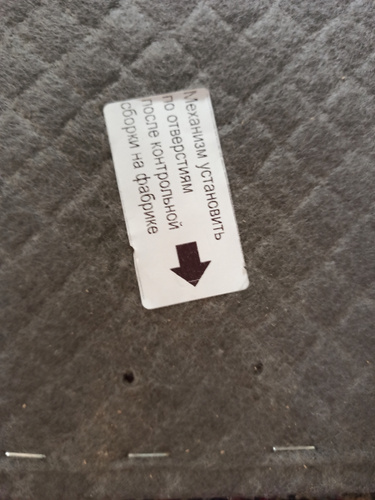 Механизм установить
по отверстиям
после контрольной
сборки на фабрике